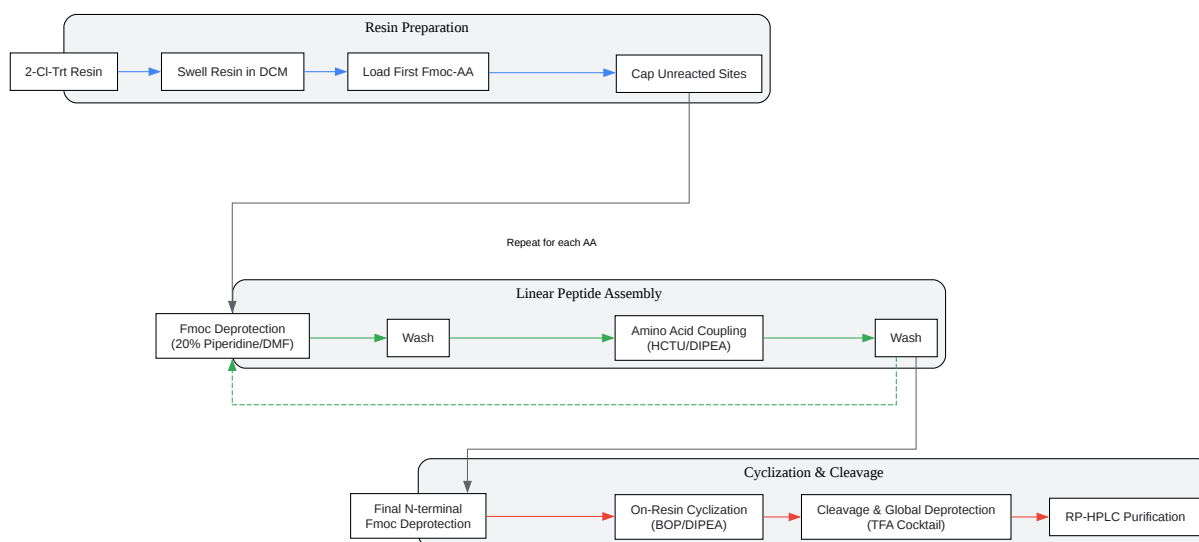 Resin Preparation
2-Cl-Trt Resin
Swell Resin in DCM
Load First Fmoc-AA
Cap Unreacted Sites
Repeat for each AA
Linear Peptide Assembly
Fmoc Deprotection
(20% Piperidine/DMF)
Wash
Amino Acid Coupling
(HCTU/DIPEA)
Wash
Cyclization & Cleavage
Final N-terminal
Fmoc Deprotection
On-Resin Cyclization
(BOP/DIPEA)
Cleavage & Global Deprotection
(TFA Cocktail)
RP-HPLC Purification